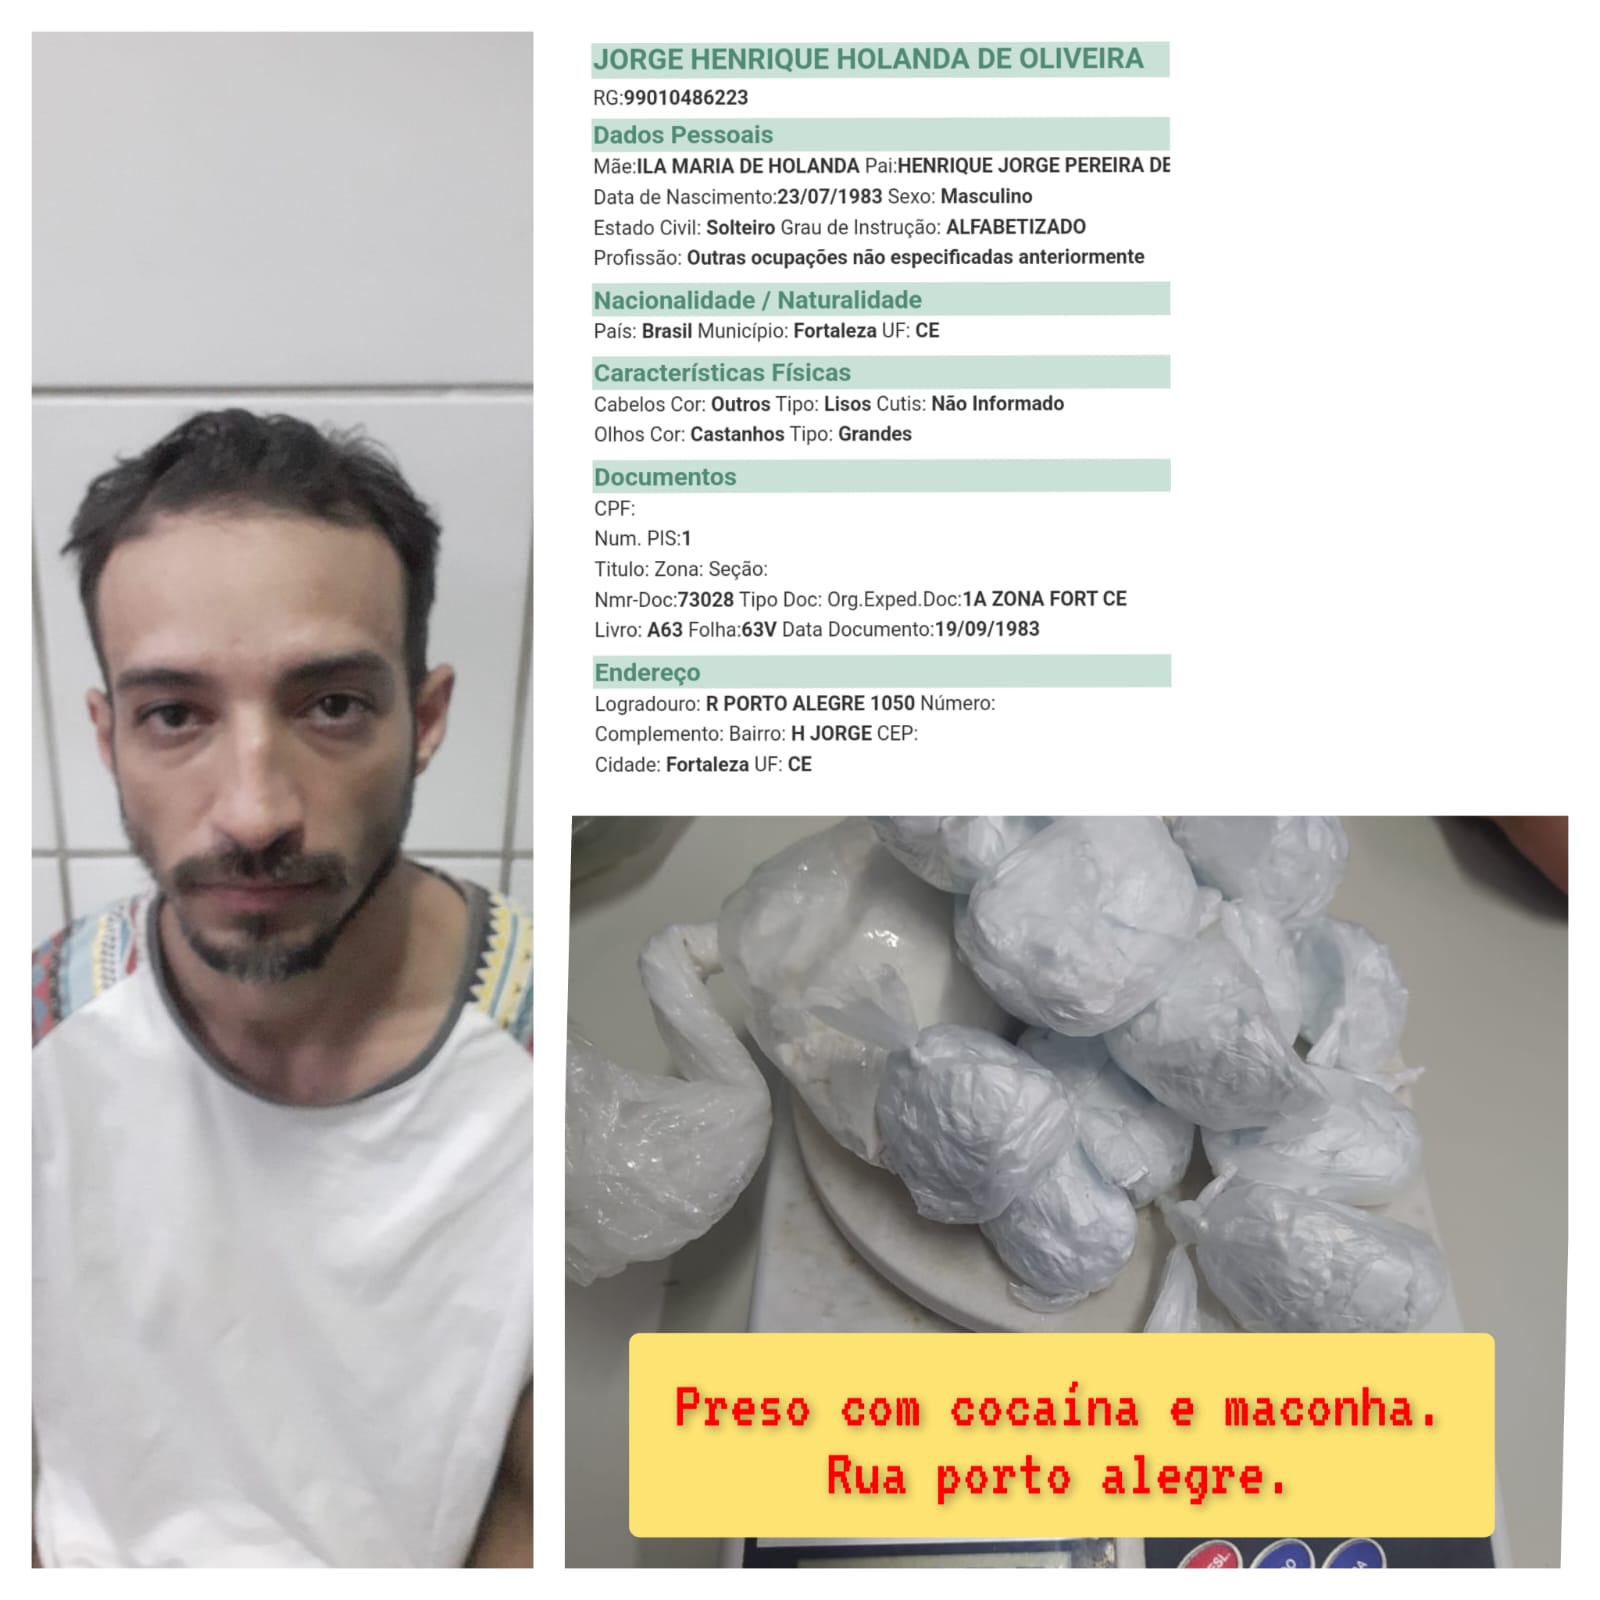 JORGE HENRIQUE HOLANDA DE OLIVEIRA
RG:99010486223
Dados Pessoais
Mãe:ILA MARIA DE HOLANDA Pai:HENRIQUE JORGE PEREIRA DE
Data de Nascimento:23/07/1983 Sexo: Masculino
Estado Civil: Solteiro Grau de Instrução: ALFABETIZADO
Profissão: Outras ocupações não especificadas anteriormente
Nacionalidade / Naturalidade
País: Brasil Município: Fortaleza UF: CE
Características Físicas
Cabelos Cor: Outros Tipo: Lisos Cutis: Não Informado
Olhos Cor: Castanhos Tipo: Grandes
Documentos
CPF:
Num. PIS:1
Titulo: Zona: Seção:
Nmr-Doc:73028 Tipo Doc: Org.Exped.Doc:1A ZONA FORT CE
Livro: A63 Folha:63V Data Documento:19/09/1983
Endereço
Logradouro: R PORTO ALEGRE 1050 Número:
Complemento: Bairro: H JORGE CEP:
Cidade: Fortaleza UF: CE
Preso com cocaína e maconha.
Rua porto alegre.